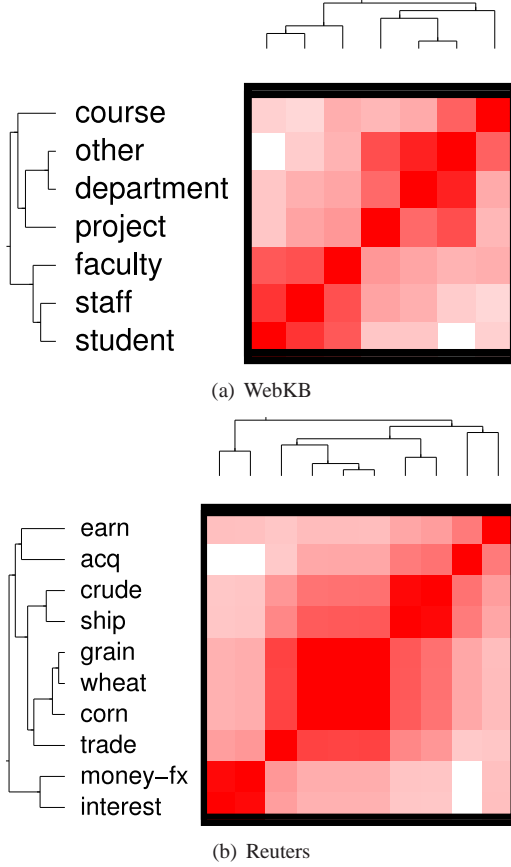 course
other
department
project
faculty
staff
student
(a) WebKB
earn
acq
crude
ship
grain
wheat
corn
trade
money−fx
interest
(b) Reuters